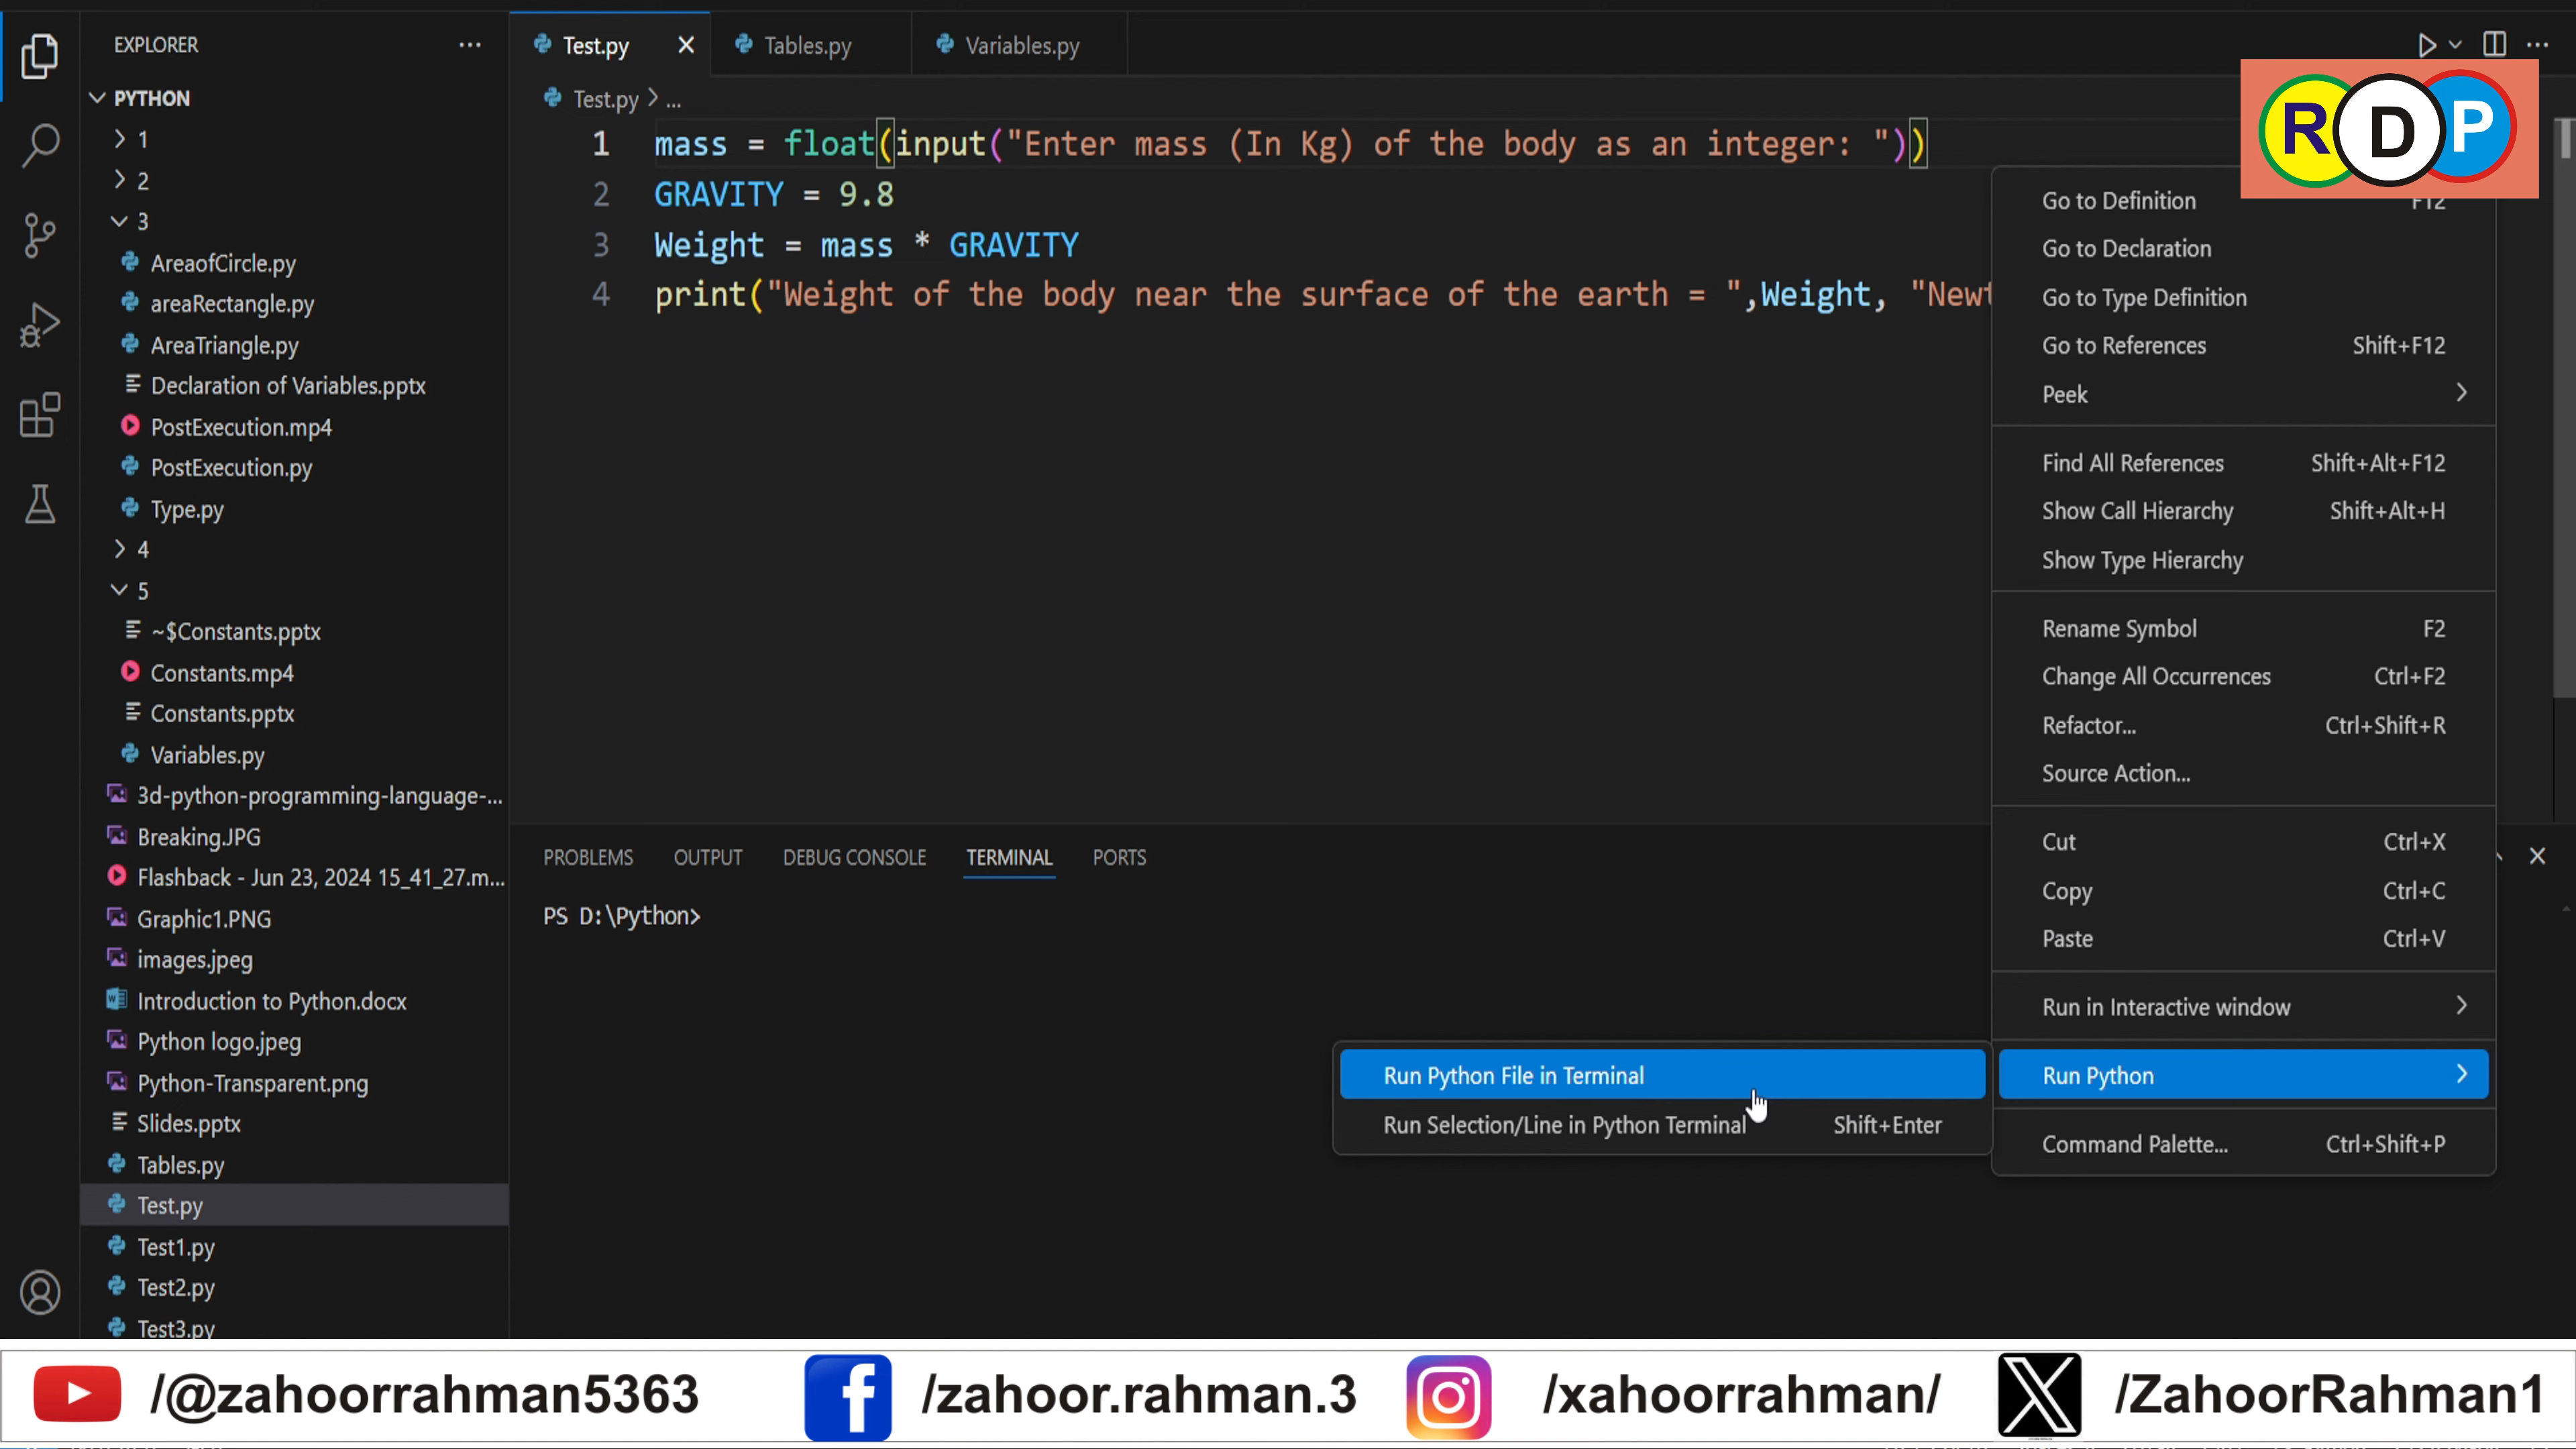 EXPLORER
PYTHON
1
2
3
AreaofCircle.py
areaRectangle.py
AreaTriangle.py
Declaration of Variables.pptx
PostExecution.mp4
PostExecution.py
Type.py
4
5
~$Constants.pptx
Constants.mp4
Constants.pptx
Variables.py
3d-python-programming-language-...
Breaking.JPG
Flashback - Jun 23, 2024 15_41_27.m...
Graphic1.PNG
images.jpeg
Introduction to Python.docx
Python logo.jpeg
Python-Transparent.png
Slides.pptx
Tables.py
Test.py
Test1.py
Test2.py
Test3.py
Test.py Tables.py Variables.py
Test.py > ...
1 mass = float(input("Enter mass (In Kg) of the body as an integer: "))
2 GRAVITY = 9.8
3 Weight = mass * GRAVITY
4 print("Weight of the body near the surface of the earth = ",Weight, "Newt
RDP
Go to Definition F12
Go to Declaration
Go to Type Definition
Go to References Shift+F12
Peek
Find All References Shift+Alt+F12
Show Call Hierarchy Shift+Alt+H
Show Type Hierarchy
Rename Symbol F2
Change All Occurrences Ctrl+F2
Refactor... Ctrl+Shift+R
Source Action...
Cut Ctrl+X
Copy Ctrl+C
Paste Ctrl+V
Run in Interactive window
Run Python
Command Palette... Ctrl+Shift+P
Run Python File in Terminal
Run Selection/Line in Python Terminal Shift+Enter
PROBLEMS OUTPUT DEBUG CONSOLE TERMINAL PORTS
PS D:\Python>
/@zahoorrahman5363 /zahoor.rahman.3 /xahoorrahman/ /ZahoorRahman1